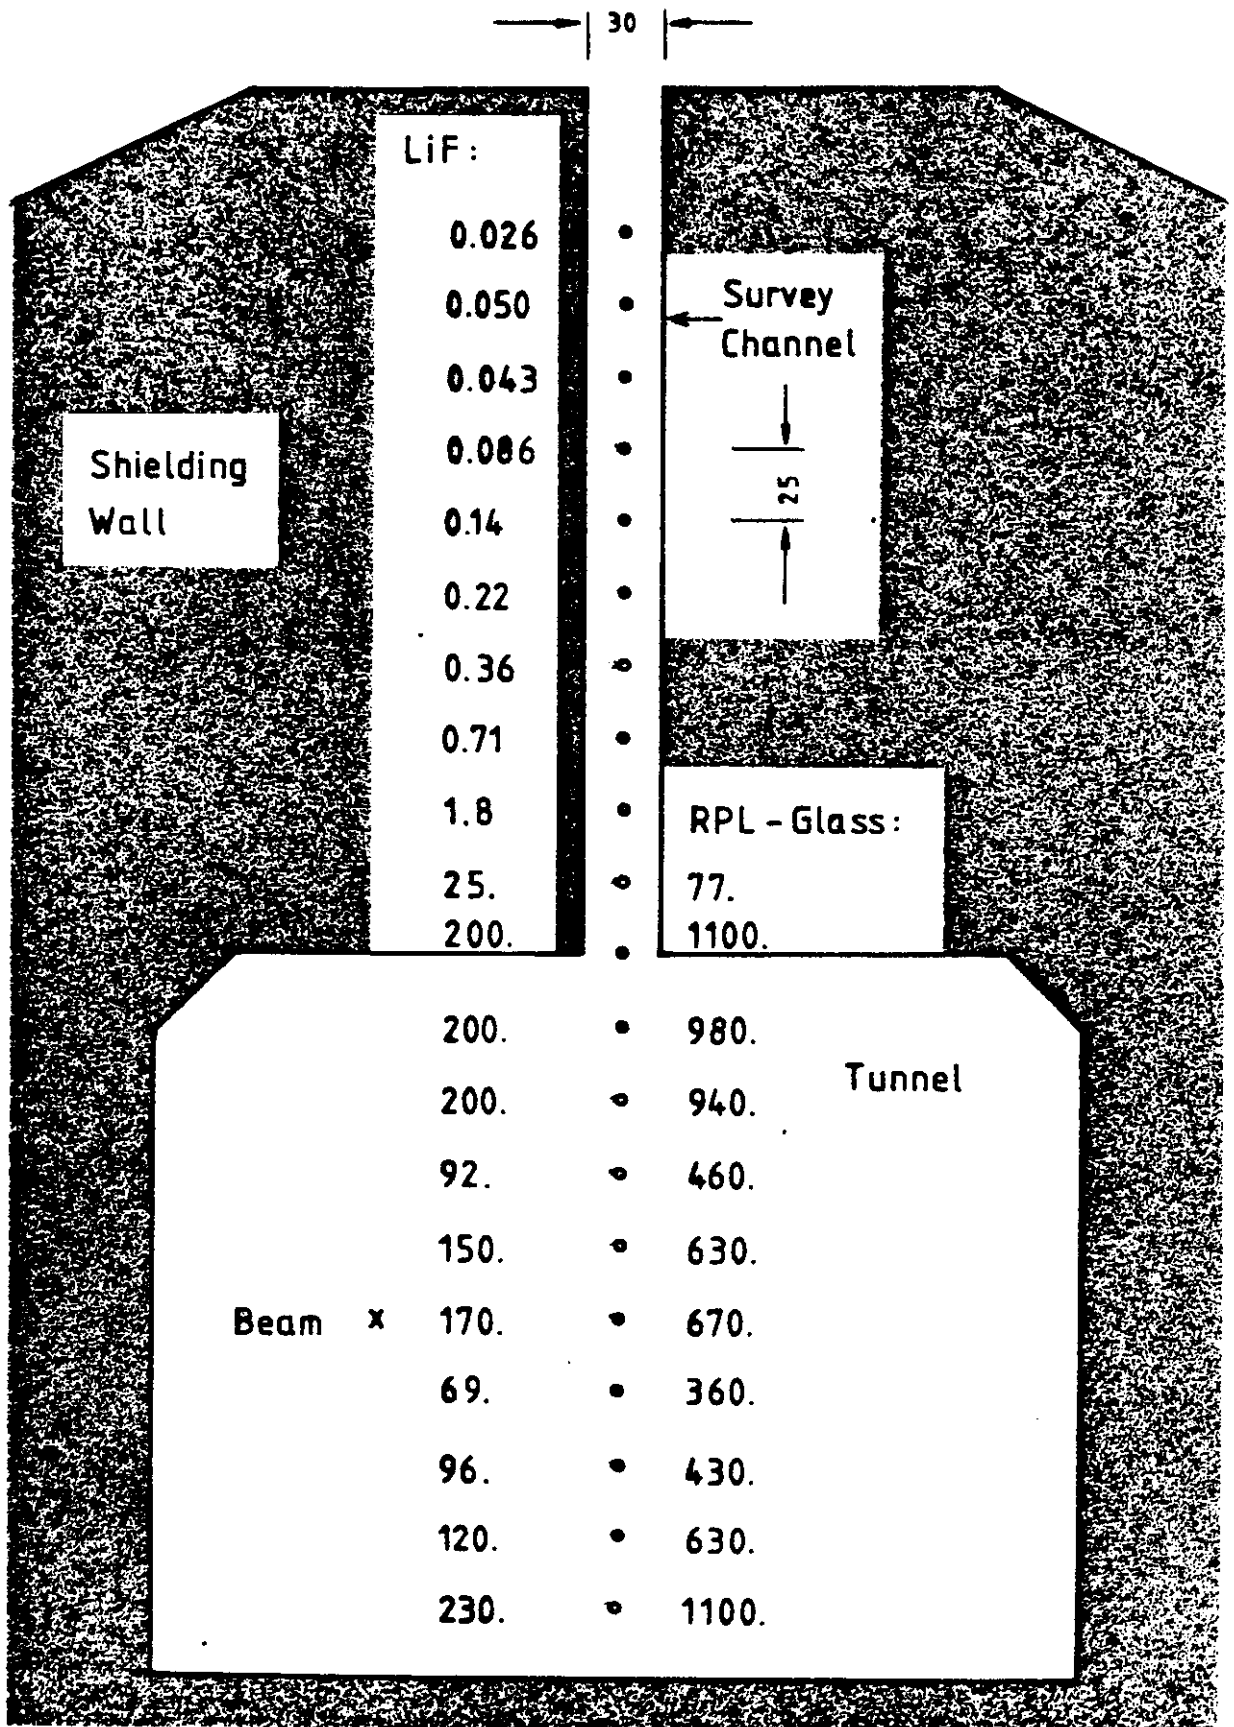 30
LiF:
0.026
0.050
Survey
Channel
0.043
0.086
Shielding
Wall
25
0.14
0.22
0.36
0.71
1.8
RPL-Glass:
25. 77.
200. 1100.
200. 980.
Tunnel
200. 940.
92. 460.
150. 630.
Beam x 170. 670.
69. 360.
96. 430.
120. 630.
230. 1100.